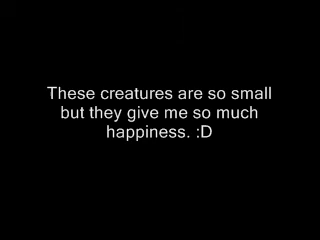 These creatures are so small
but they give me so much
happiness. :D